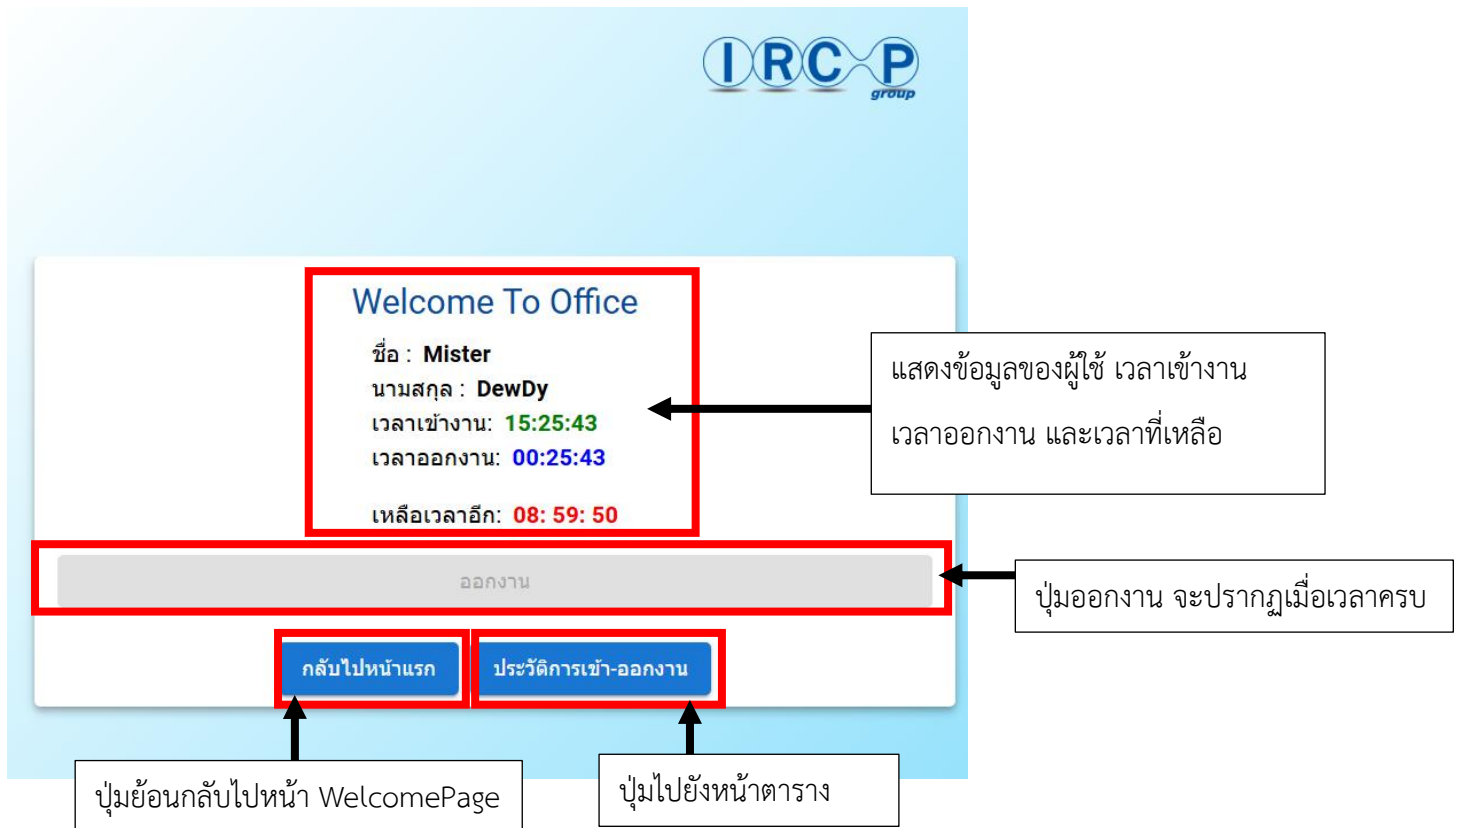 IRCP
group
Welcome To Office
ชื่อ : Mister
นามสกุล : DewDy
เวลาเข้างาน: 15:25:43
เวลาออกงาน: 00:25:43
เหลือเวลาอีก: 08: 59: 50
แสดงข้อมูลของผู้ใช้ เวลาเข้างาน
เวลาออกงาน และเวลาที่เหลือ
ออกงาน
ปุ่มออกงาน จะปรากฏเมื่อเวลาครบ
กลับไปหน้าแรก
ประวัติการเข้า-ออกงาน
ปุ่มย้อนกลับไปหน้า WelcomePage
ปุ่มไปยังหน้าตาราง